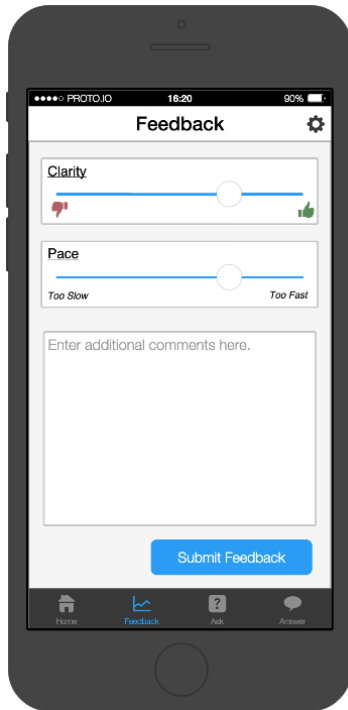 PROTO.IO 16:20 90%
Feedback
Clarity
Pace
Too Slow Too Fast
Enter additional comments here.
Submit Feedback
?
Home Feedback Ask Answer